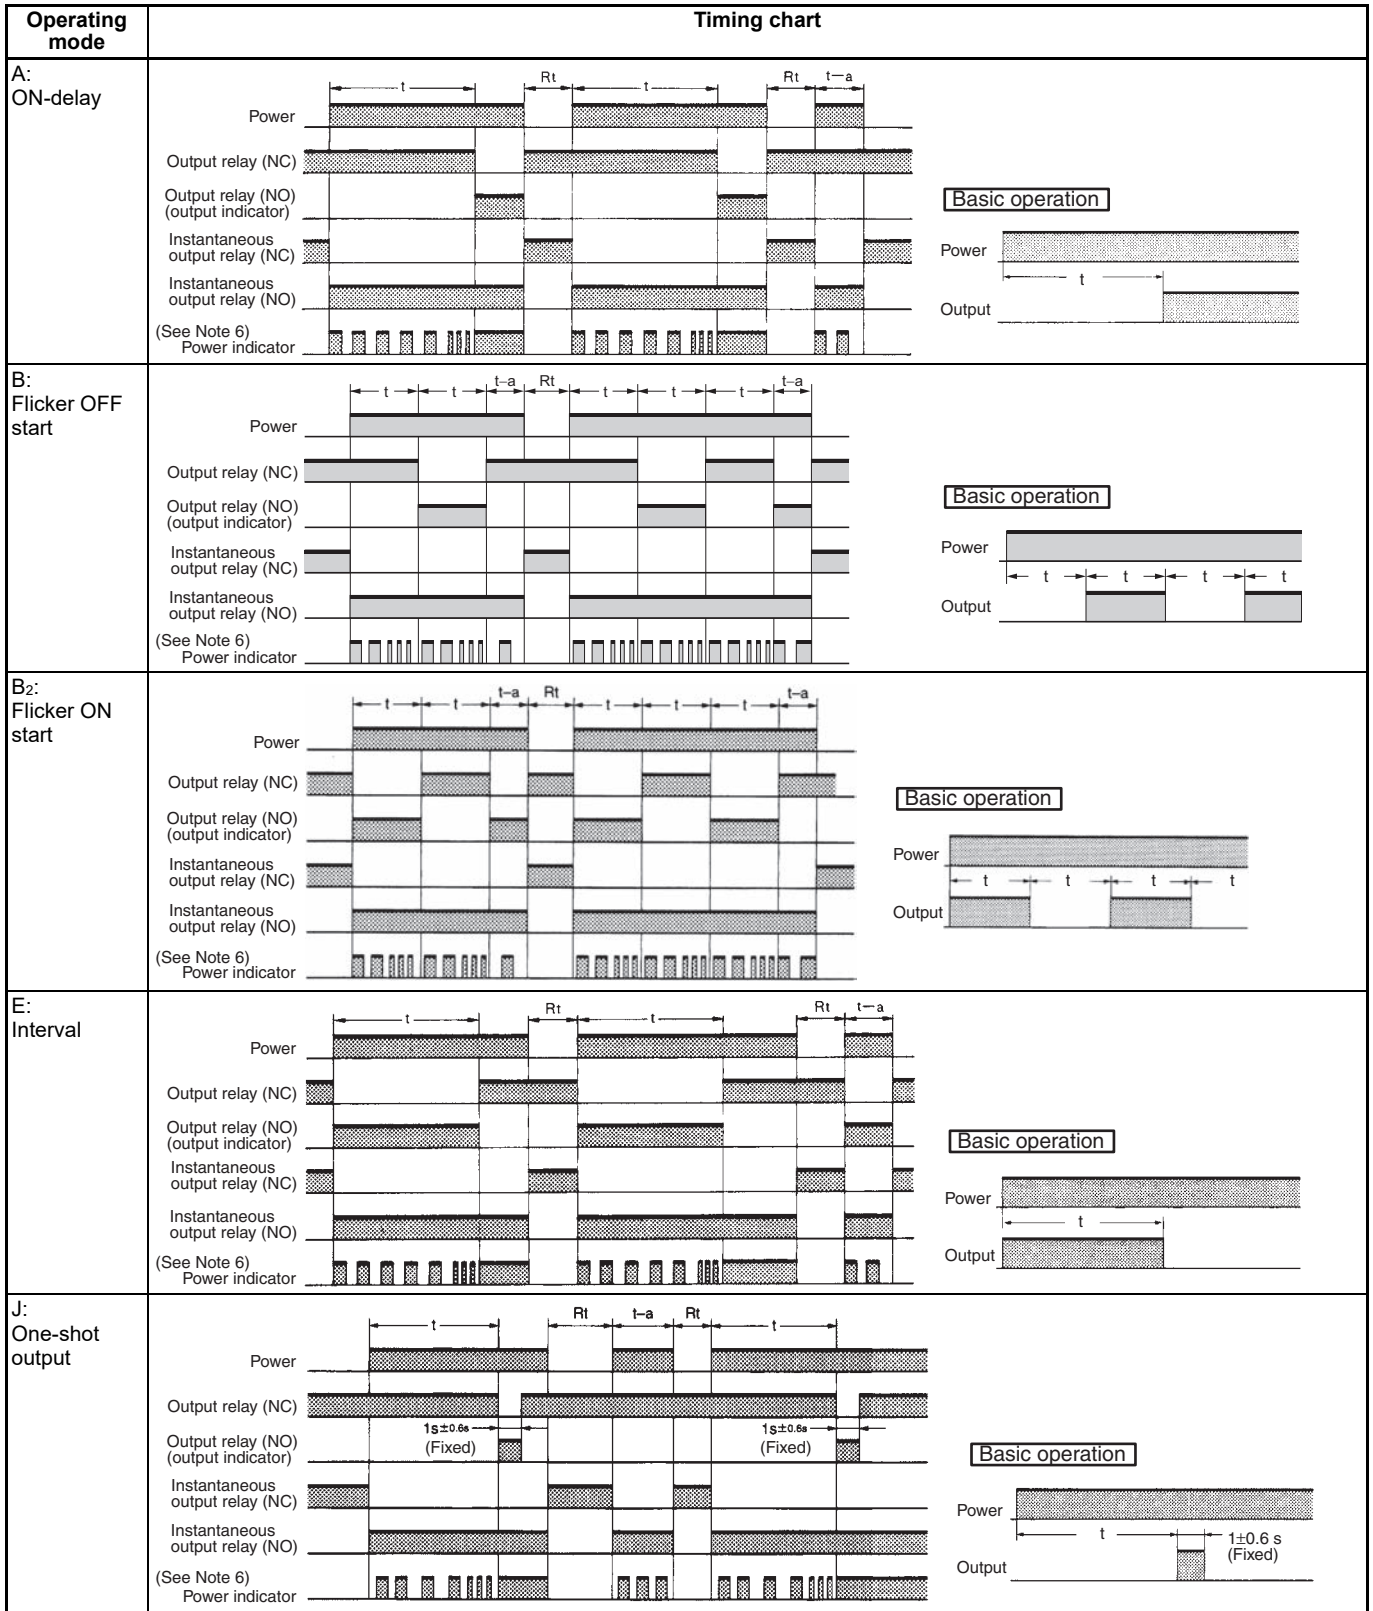 Operating
mode
Timing chart
A:
ON-delay
t
Rt
t
Rt
t–a
Power
Output relay (NC)
Output relay (NO)
(output indicator)
Instantaneous
output relay (NC)
Instantaneous
output relay (NO)
(See Note 6)
Power indicator
Basic operation
Power
t
Output
B:
Flicker OFF
start
t
t
t–a
Rt
t
t
t
t–a
Power
Output relay (NC)
Output relay (NO)
(output indicator)
Instantaneous
output relay (NC)
Instantaneous
output relay (NO)
(See Note 6)
Power indicator
Basic operation
Power
t
t
t
t
Output
B2:
Flicker ON
start
t
t
t–a
Rt
t
t
t
t–a
Power
Output relay (NC)
Output relay (NO)
(output indicator)
Instantaneous
output relay (NC)
Instantaneous
output relay (NO)
(See Note 6)
Power indicator
Basic operation
Power
t
t
t
t
Output
E:
Interval
t
Rt
t
Rt
t–a
Power
Output relay (NC)
Output relay (NO)
(output indicator)
Instantaneous
output relay (NC)
Instantaneous
output relay (NO)
(See Note 6)
Power indicator
Basic operation
Power
t
Output
J:
One-shot
output
t
Rt
t–a
Rt
t
Power
Output relay (NC)
1s±0.6s
(Fixed)
1s±0.6s
(Fixed)
Output relay (NO)
(output indicator)
Instantaneous
output relay (NC)
Instantaneous
output relay (NO)
(See Note 6)
Power indicator
Basic operation
Power
t
1±0.6 s
(Fixed)
Output